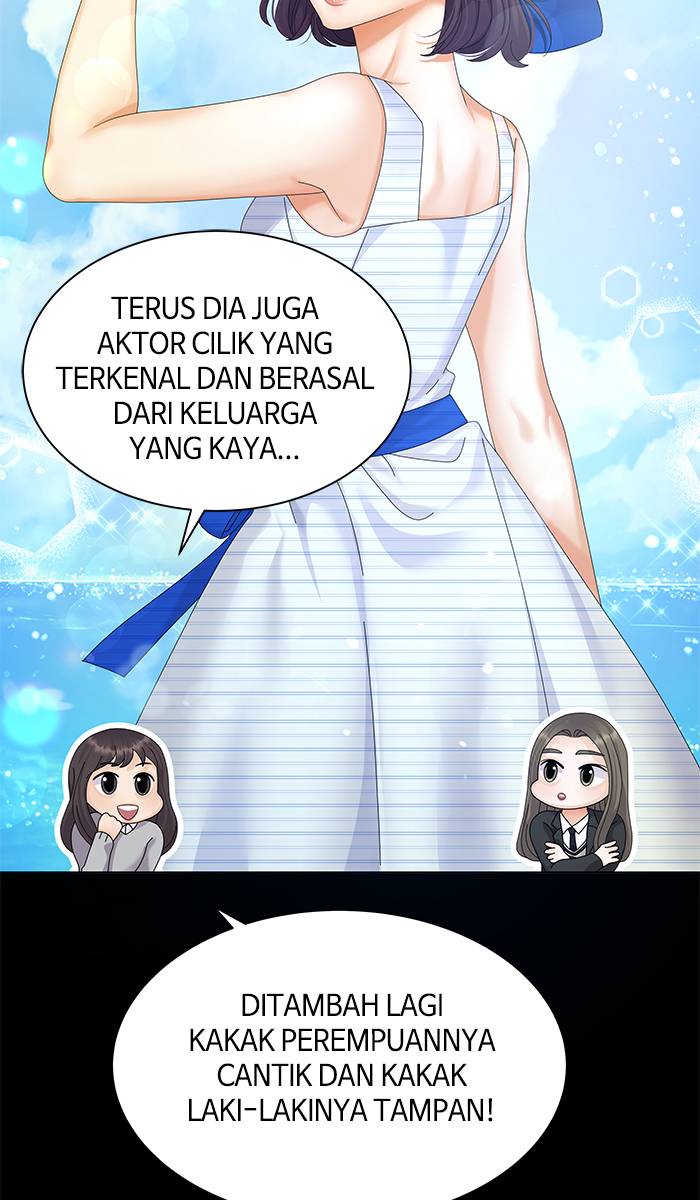 TERUS DIA JUGA
AKTOR CILIK YANG
TERKENAL DAN BERASAL
DARI KELUARGA
YANG KAYA...
DITAMBAH LAGI
KAKAK PEREMPUANNYA
CANTIK DAN KAKAK
LAKI-LAKINYA TAMPAN!